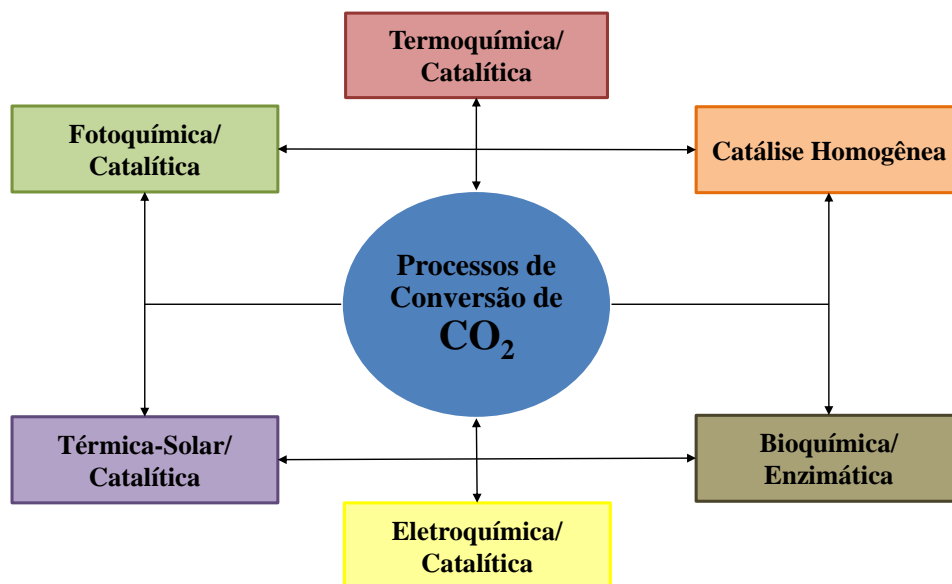 Termoquímica/
Catalítica
Fotoquímica/
Catalítica
Catálise Homogênea
Processos de
Conversão de
CO₂
Térmica-Solar/
Catalítica
Bioquímica/
Enzimática
Eletroquímica/
Catalítica